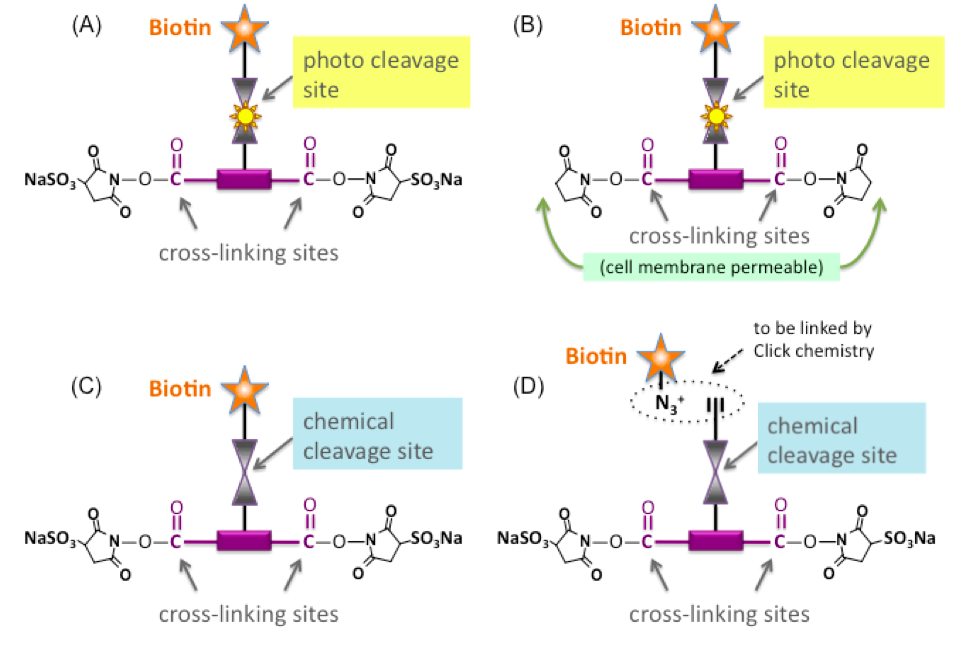 (A)
Biotin
photo cleavage
site
O
O
O
O
NaSO3
N
O
C
C
O
N
SO3Na
O
O
cross-linking sites
(B)
Biotin
photo cleavage
site
O
O
O
O
N
O
C
C
O
N
O
O
cross-linking sites
(cell membrane permeable)
(C)
Biotin
chemical
cleavage site
O
O
O
O
NaSO3
N
O
C
C
O
N
SO3Na
O
O
cross-linking sites
to be linked by
Click chemistry
(D)
Biotin
N3+
chemical
cleavage site
O
O
O
O
NaSO3
N
O
C
C
O
N
SO3Na
O
O
cross-linking sites